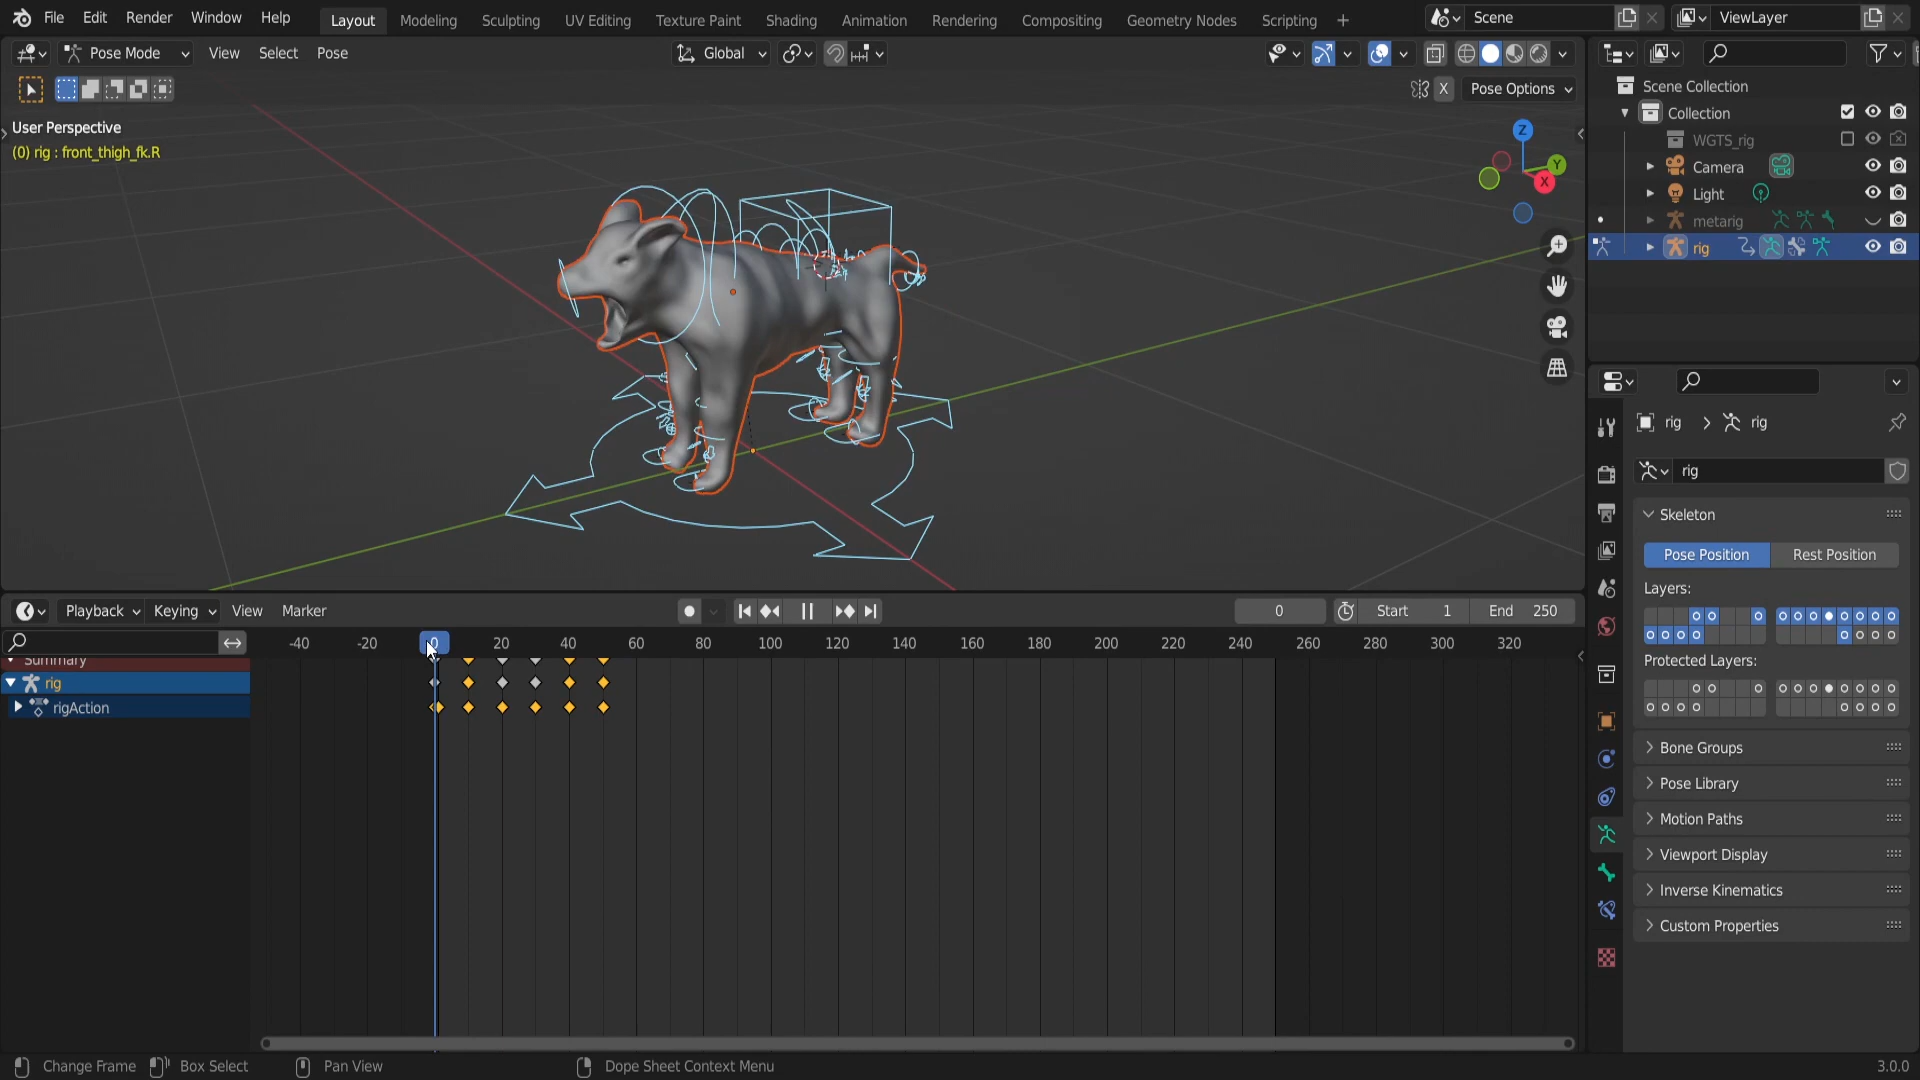 File Edit Render Window Help Layout Modeling Sculpting UV Editing Texture Paint Shading Animation Rendering Compositing Geometry Nodes Scripting + Scene ViewLayer
Pose Mode View Select Pose Global
X Pose Options
User Perspective
(0) rig : front_thigh_fk.R
Z
Y
X
Scene Collection
Collection
WGTS_rig
Camera
Light
metarig
rig
rig > rig
rig
Skeleton
Pose Position Rest Position
Layers:
Protected Layers:
Bone Groups
Pose Library
Motion Paths
Viewport Display
Inverse Kinematics
Custom Properties
Playback Keying View Marker 0 Start 1 End 250
-40 -20 0 20 40 60 80 100 120 140 160 180 200 220 240 260 280 300 320
Summary
rig
rigAction
Change Frame Box Select Pan View Dope Sheet Context Menu 3.0.0